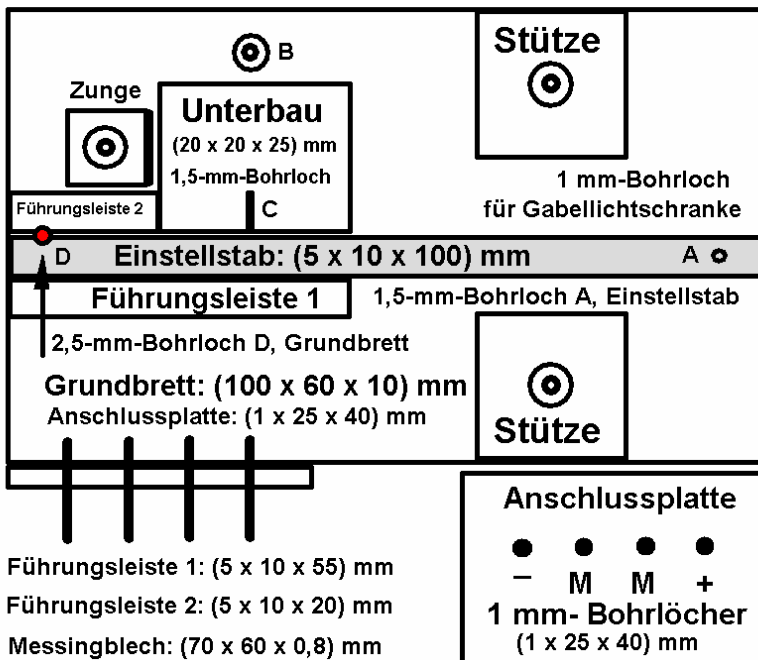 Stütze
B
Zunge
Unterbau
(20 x 20 x 25) mm
1,5-mm-Bohrloch
1 mm-Bohrloch
für Gabellichtschranke
Führungsleiste 2
C
D
Einstellstab: (5 x 10 x 100) mm
A
Führungsleiste 1
1,5-mm-Bohrloch A, Einstellstab
2,5-mm-Bohrloch D, Grundbrett
Grundbrett: (100 x 60 x 10) mm
Anschlussplatte: (1 x 25 x 40) mm
Stütze
Anschlussplatte
– M M +
1 mm- Bohrlöcher
(1 x 25 x 40) mm
Führungsleiste 1: (5 x 10 x 55) mm
Führungsleiste 2: (5 x 10 x 20) mm
Messingblech: (70 x 60 x 0,8) mm